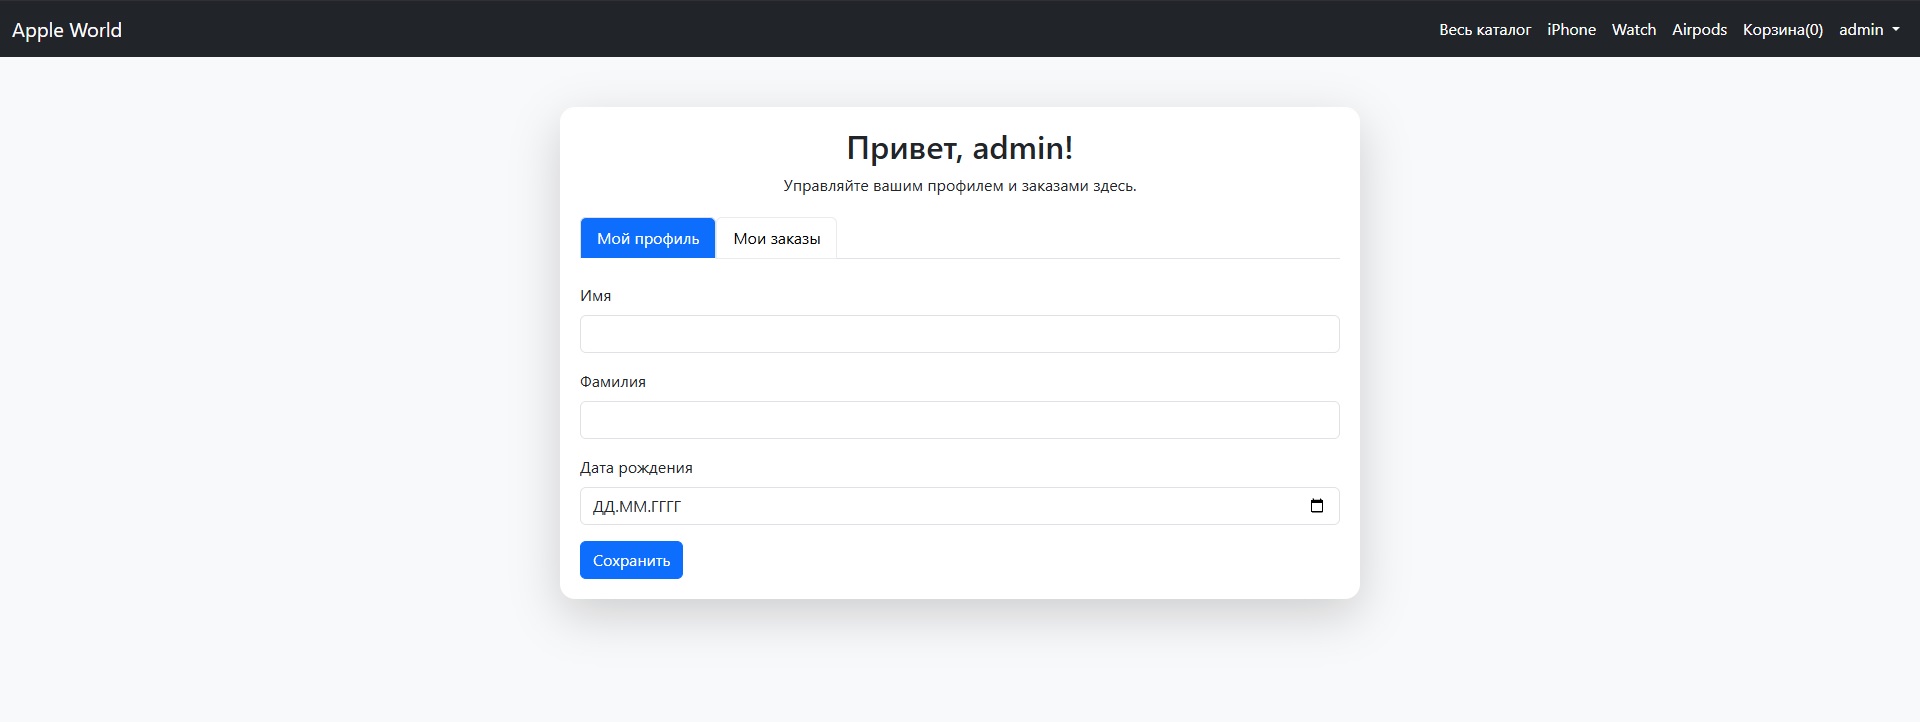 Apple World Весь каталог iPhone Watch Airpods Корзина(0) admin
Привет, admin!
Управляйте вашим профилем и заказами здесь.
Мой профиль Мои заказы
Имя
Фамилия
Дата рождения
ДД.ММ.ГГГГ
Сохранить